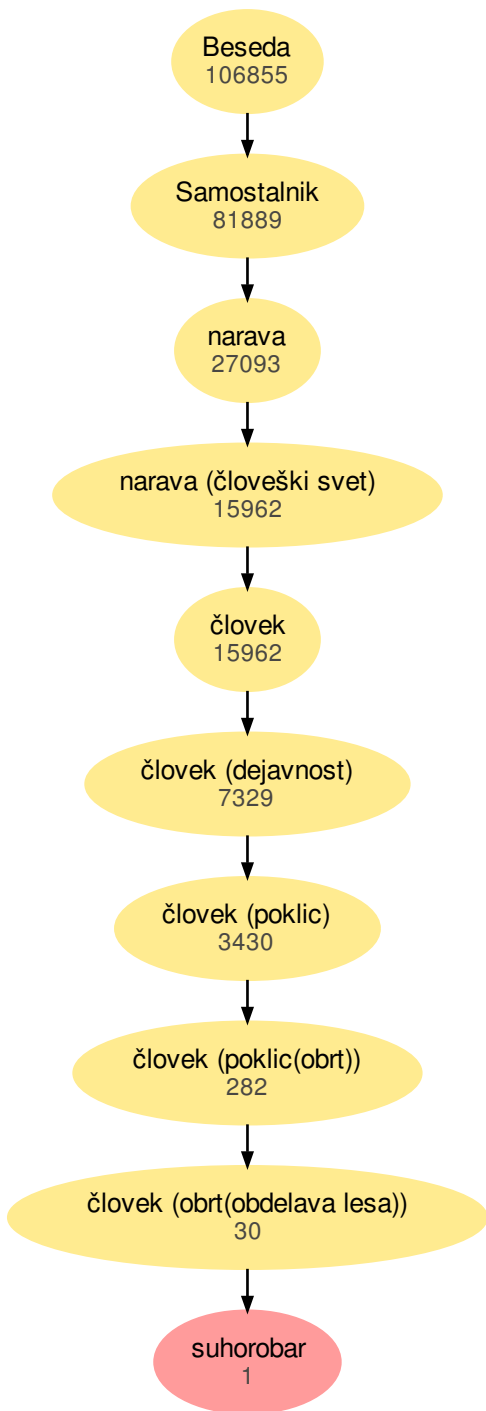 Beseda
106855
Samostalnik
81889
narava
27093
narava (človeški svet)
15962
človek
15962
človek (dejavnost)
7329
človek (poklic)
3430
človek (poklic(obrt))
282
človek (obrt(obdelava lesa))
30
suhorobar
1